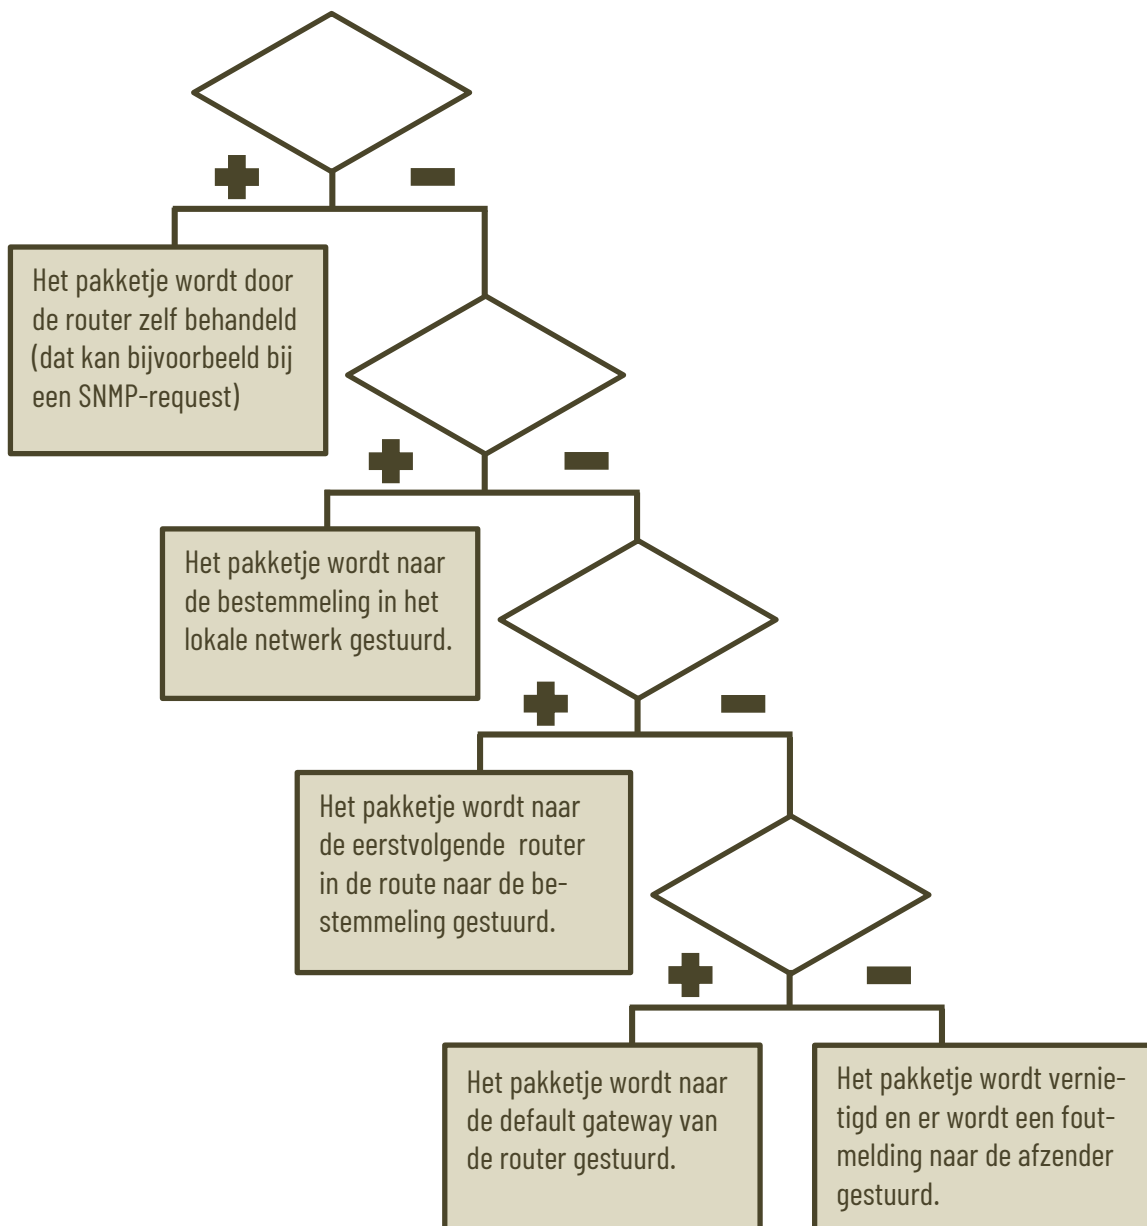 Het pakketje wordt door
de router zelf behandeld
(dat kan bijvoorbeeld bij
een SNMP-request)
Het pakketje wordt naar
de bestemmeling in het
lokale netwerk gestuurd.
Het pakketje wordt naar
de eerstvolgende router
in de route naar de be-
stemmeling gestuurd.
Het pakketje wordt naar
de default gateway van
de router gestuurd.
Het pakketje wordt vernie-
tigd en er wordt een fout-
melding naar de afzender
gestuurd.